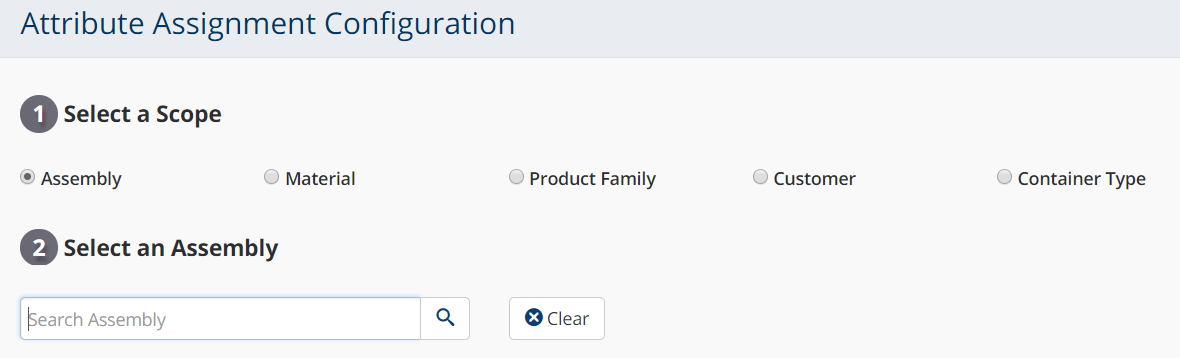 Attribute Assignment Configuration
1 Select a Scope
Assembly Material Product Family Customer Container Type
2 Select an Assembly
Search Assembly Clear